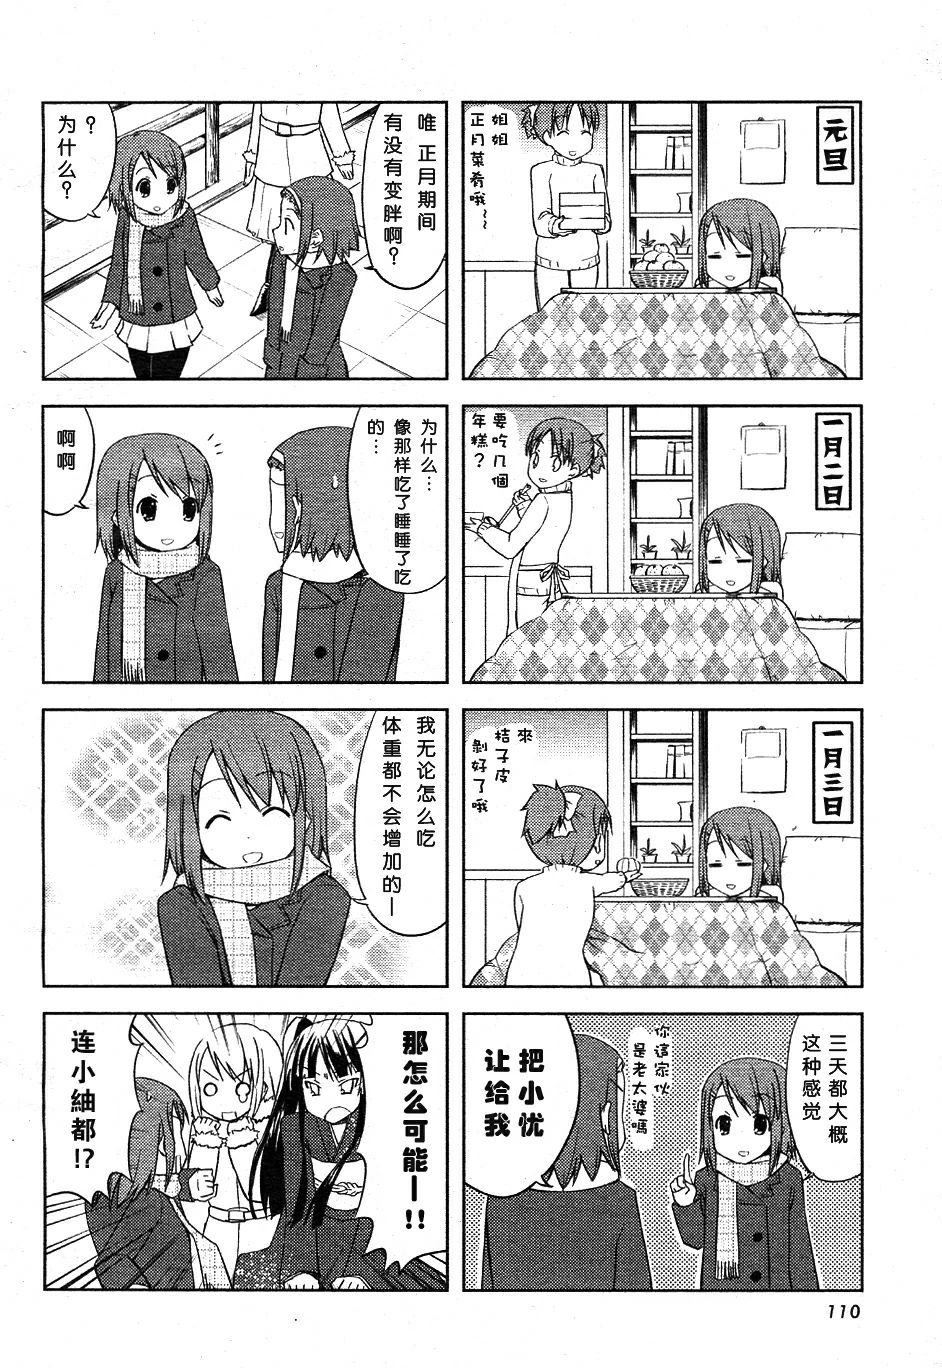 元旦
姐姐
正月菜肴哦～
一月二日
要吃几個
年糕？
一月三日
來
桔子皮
剝好了哦
三天都大概
这种感觉
你這家伙
是老太婆嗎
把小忧
让给我
唯 正月期间
有没有变胖啊？
？
为什么？
为什么…
像那样吃了睡睡了吃
的…
啊
啊
我无论怎么吃
体重都不会增加的—
那怎么可能—!!
连小紬都!?
110